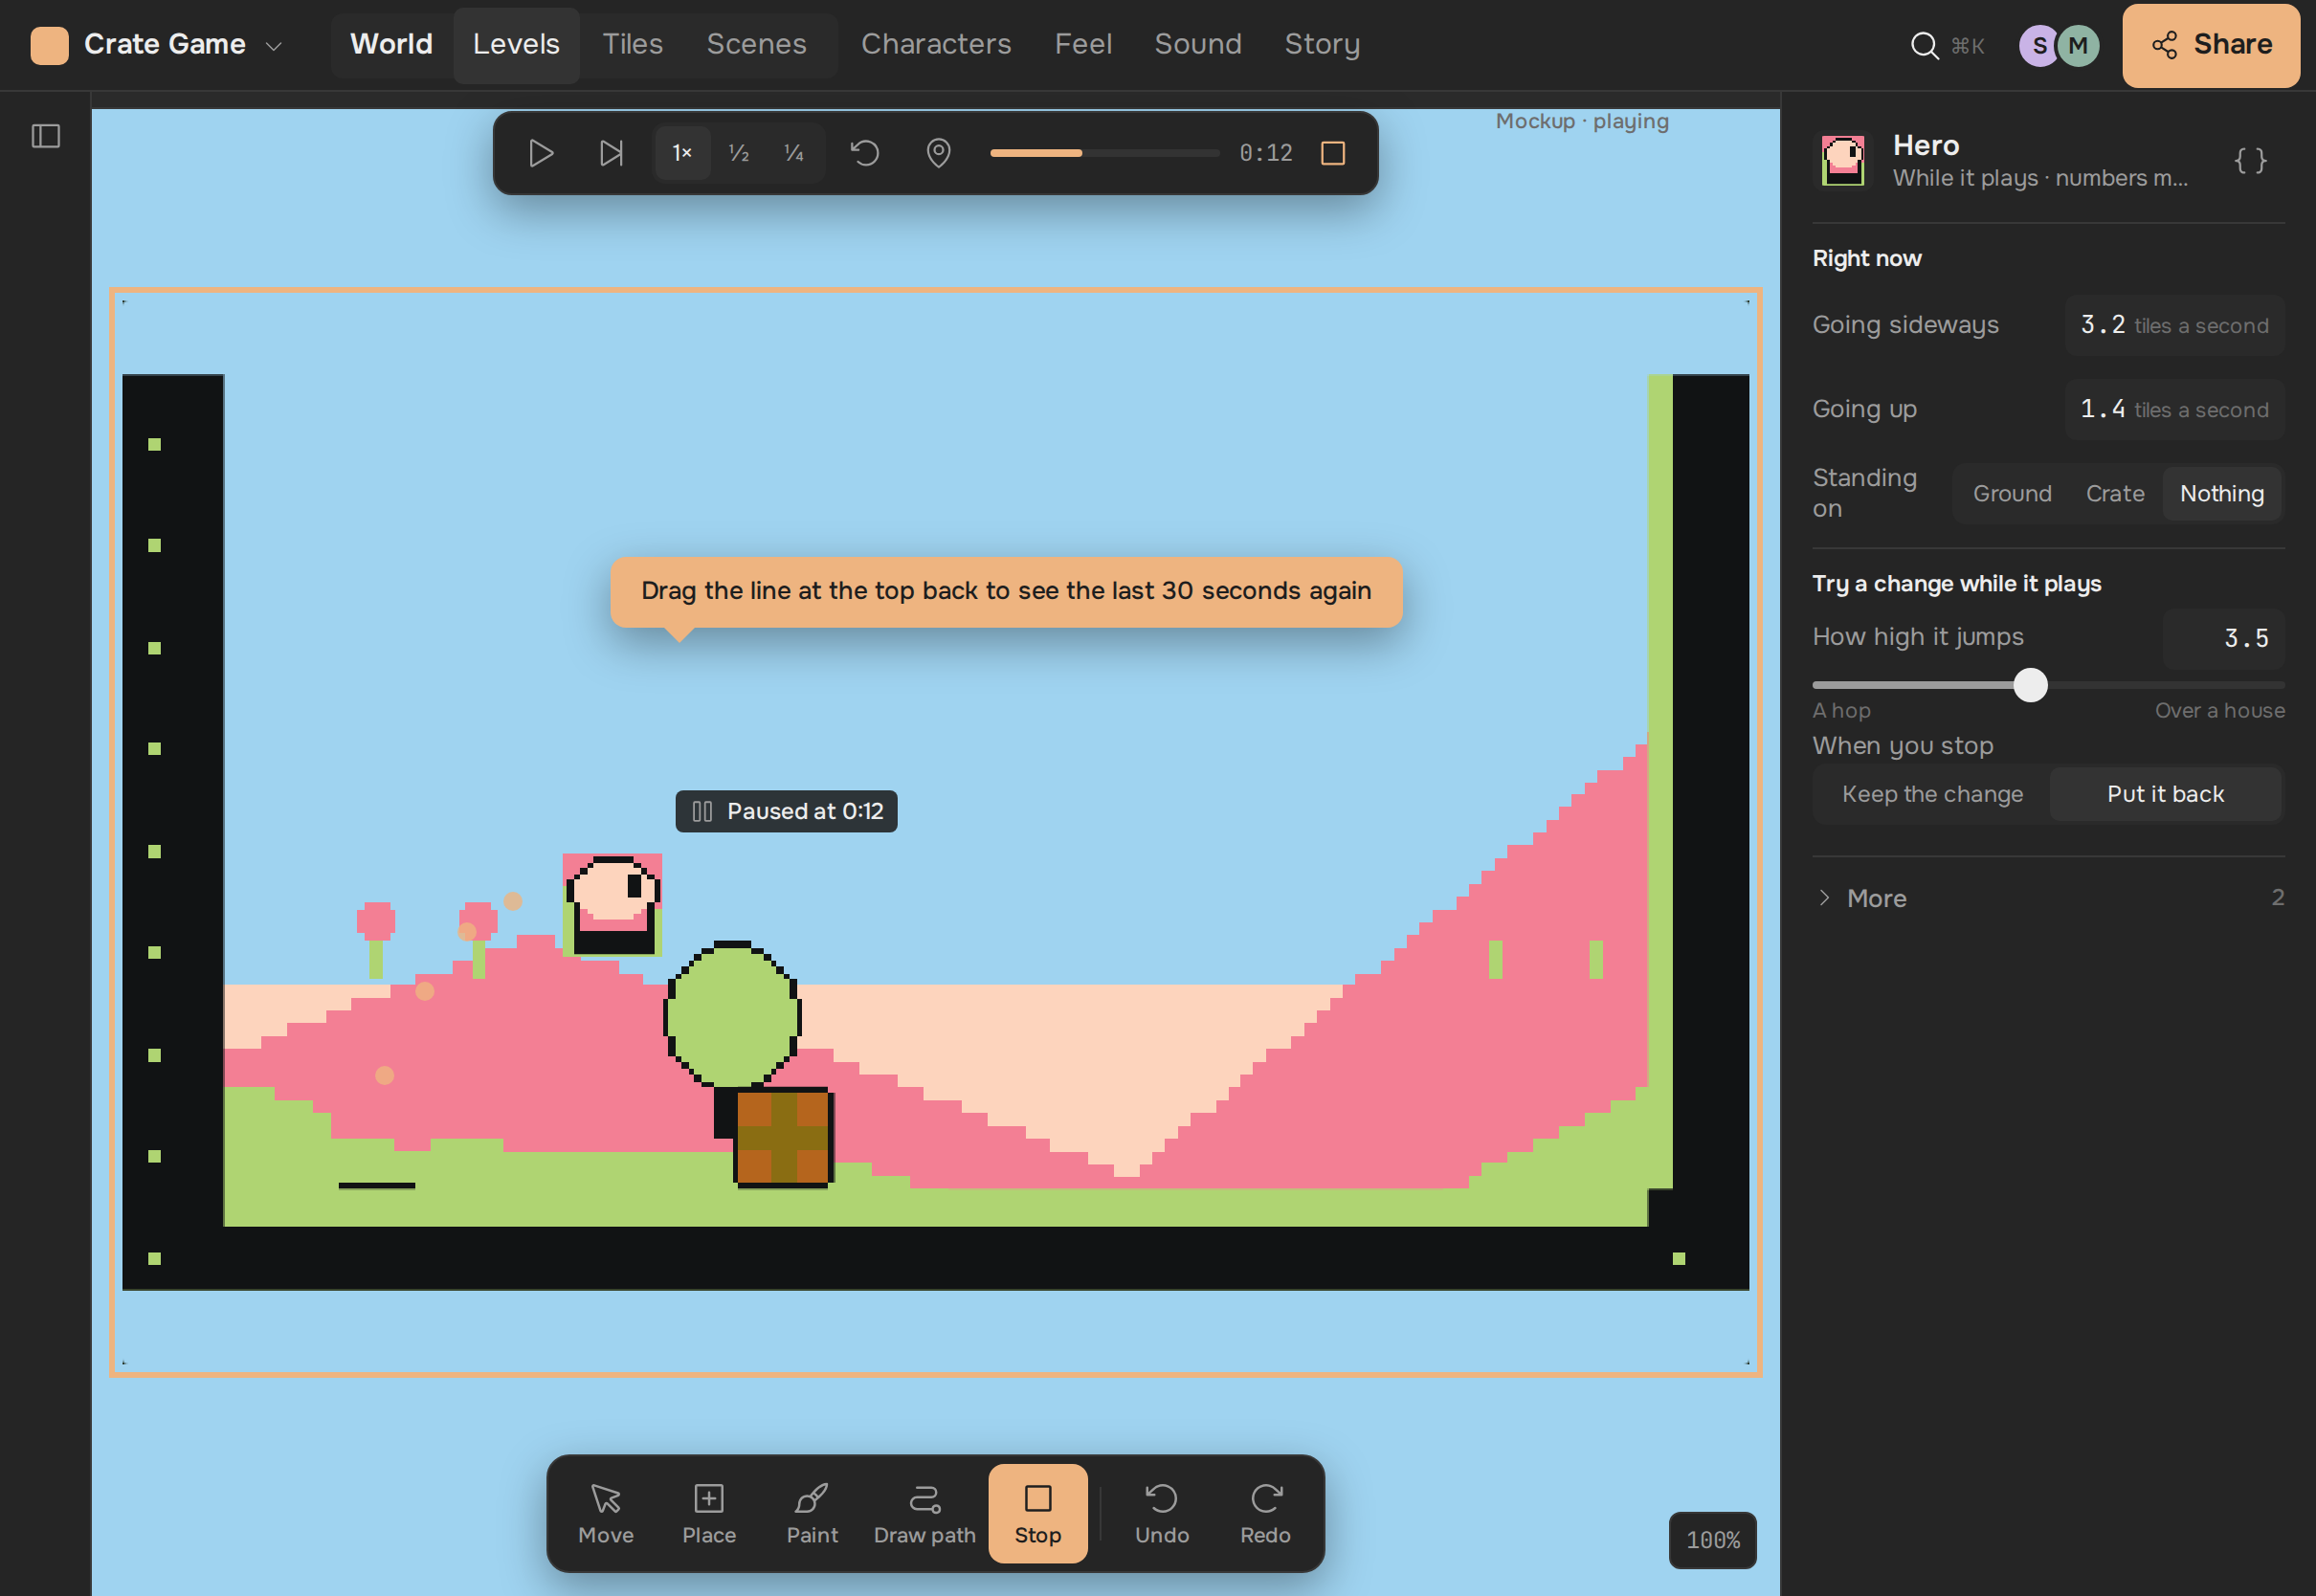 Crate Game World Levels Tiles Scenes Characters Feel Sound Story ⌘K S M Share
1× ½ ¼ 0:12
Mockup · playing
Hero
While it plays · numbers m...
Right now
Going sideways 3.2 tiles a second
Going up 1.4 tiles a second
Standing on Ground Crate Nothing
Drag the line at the top back to see the last 30 seconds again
Try a change while it plays
How high it jumps 3.5
A hop Over a house
When you stop
Keep the change Put it back
Paused at 0:12
More 2
Move Place Paint Draw path Stop Undo Redo
100%